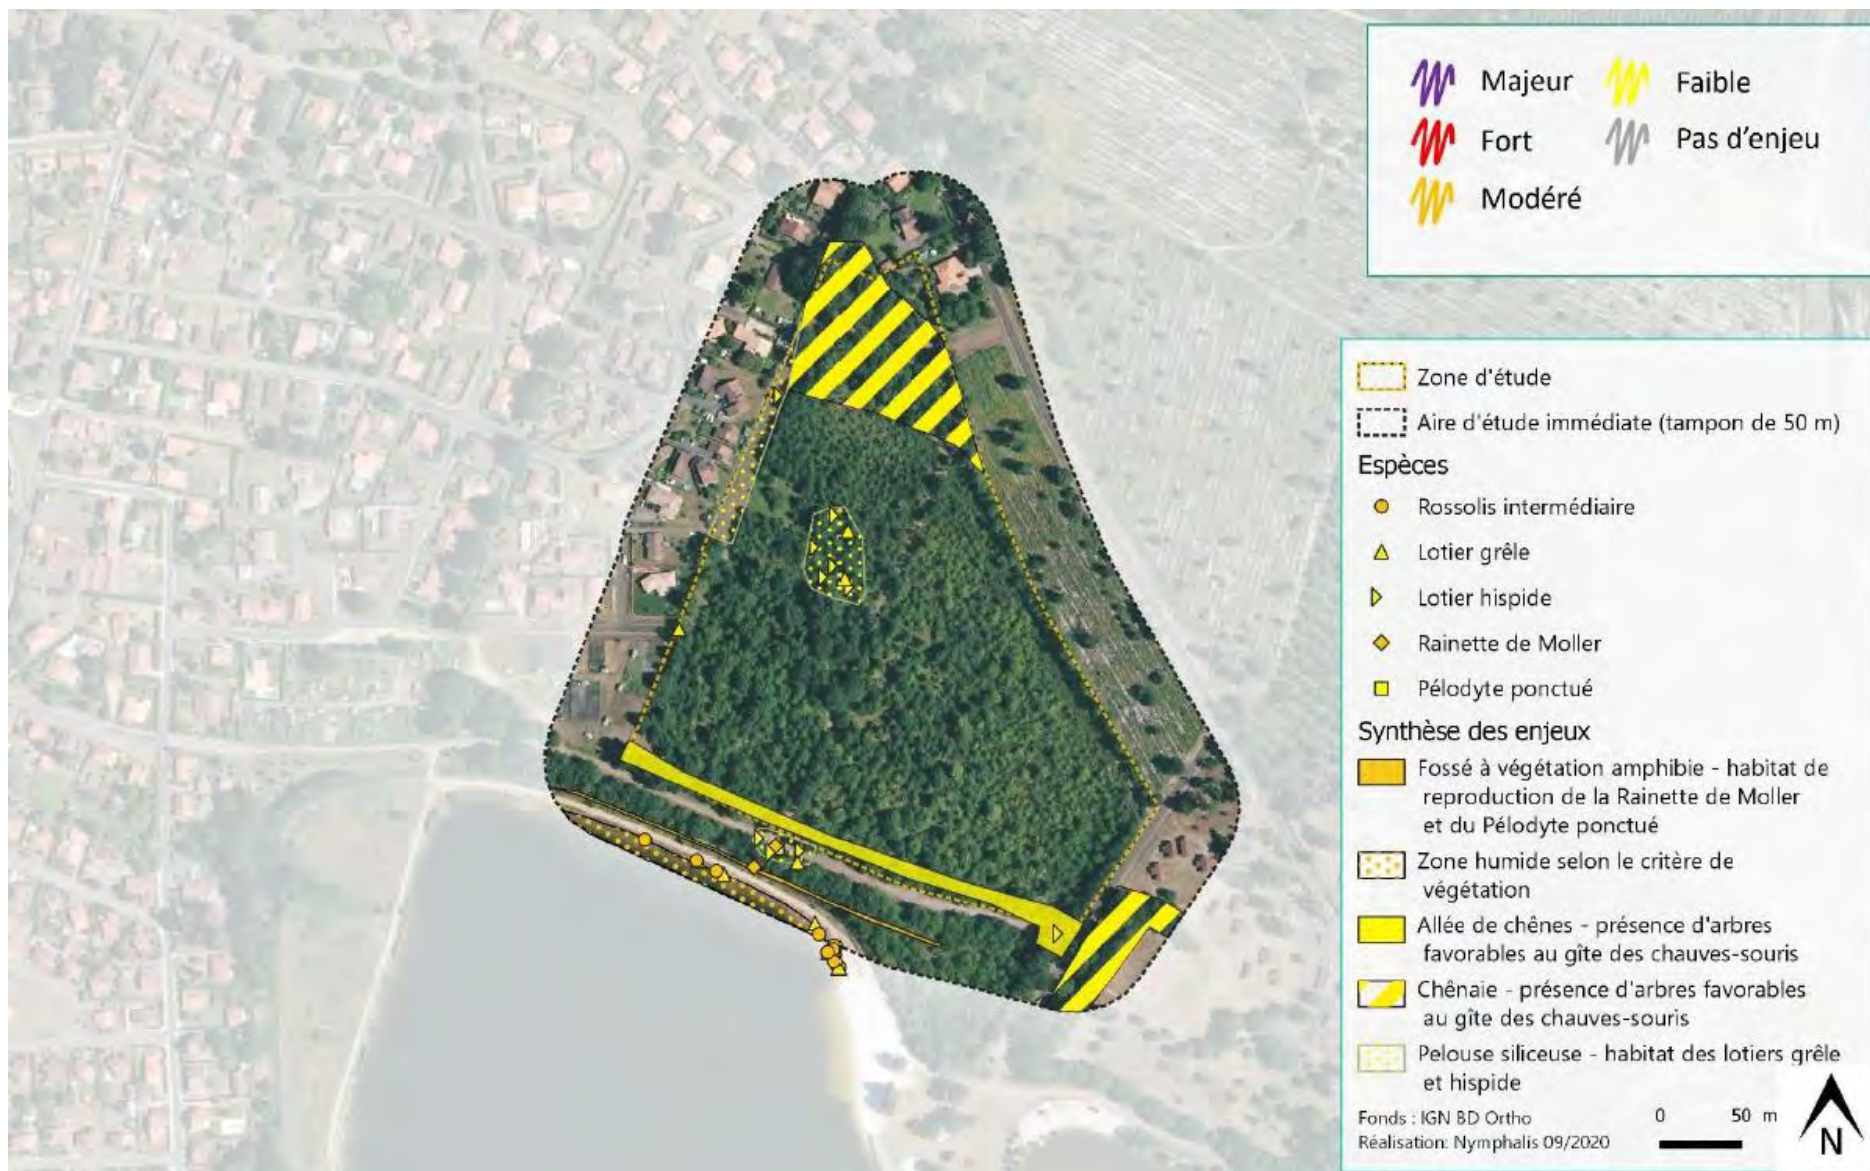 Majeur
Faible
Fort
Pas d'enjeu
Modéré
Zone d'étude
Aire d'étude immédiate (tampon de 50 m)
Espèces
Rossolis intermédiaire
Lotier grêle
Lotier hispide
Rainette de Moller
Pélodyte ponctué
Synthèse des enjeux
Fossé à végétation amphibie - habitat de
reproduction de la Rainette de Moller
et du Pélodyte ponctué
Zone humide selon le critère de
végétation
Allée de chênes - présence d'arbres
favorables au gîte des chauves-souris
Chênaie - présence d'arbres favorables
au gîte des chauves-souris
Pelouse siliceuse - habitat des lotiers grêle
et hispide
Fonds : IGN BD Ortho
Réalisation: Nymphalis 09/2020
0 50 m
N